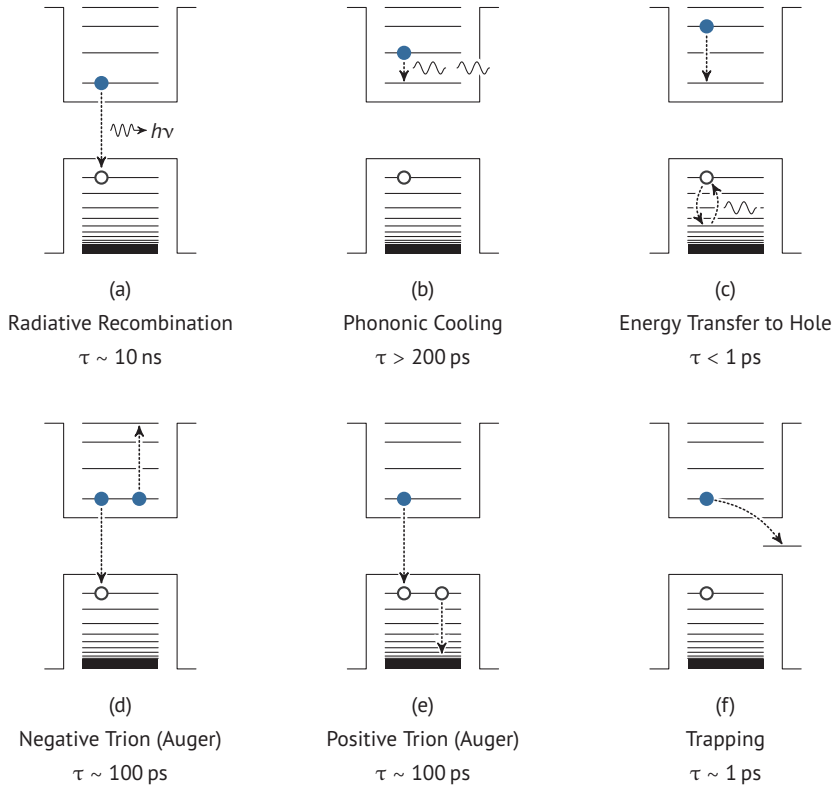 hν
(a)
Radiative Recombination
τ ~ 10 ns
(b)
Phononic Cooling
τ > 200 ps
(c)
Energy Transfer to Hole
τ < 1 ps
(d)
Negative Trion (Auger)
τ ~ 100 ps
(e)
Positive Trion (Auger)
τ ~ 100 ps
(f)
Trapping
τ ~ 1 ps